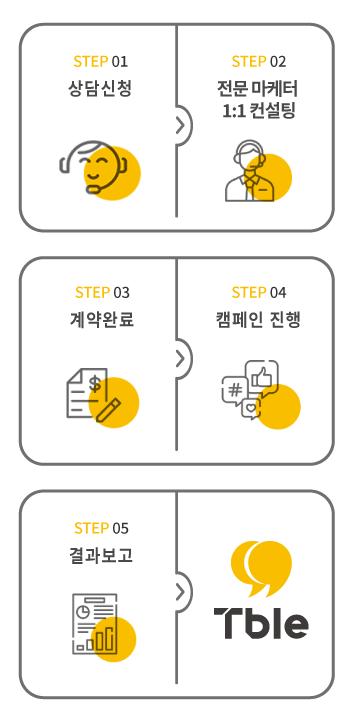 STEP 01
상담신청
STEP 02
전문 마케터
1:1 컨설팅
STEP 03
계약완료
$
STEP 04
캠페인 진행
#
STEP 05
결과보고
Tble